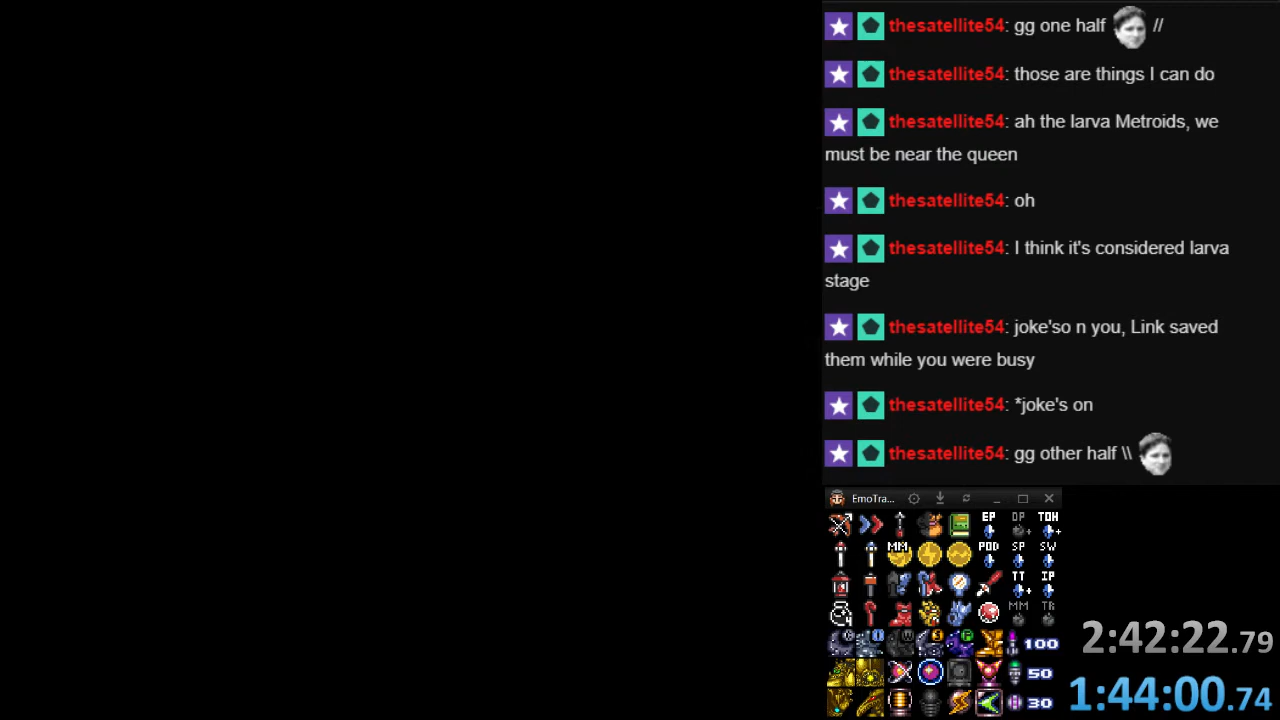 thesatellite54: gg one half //
thesatellite54: those are things I can do
thesatellite54: ah the larva Metroids, we
must be near the queen
thesatellite54: oh
thesatellite54: I think it's considered larva
stage
thesatellite54: joke'so n you, Link saved
them while you were busy
thesatellite54: *joke's on
thesatellite54: gg other half \\
EmoTra...
EP DP TOH
MM POD SP SW
TT IP
4 MM TR
100
50
30
2:42:22.79
1:44:00.74